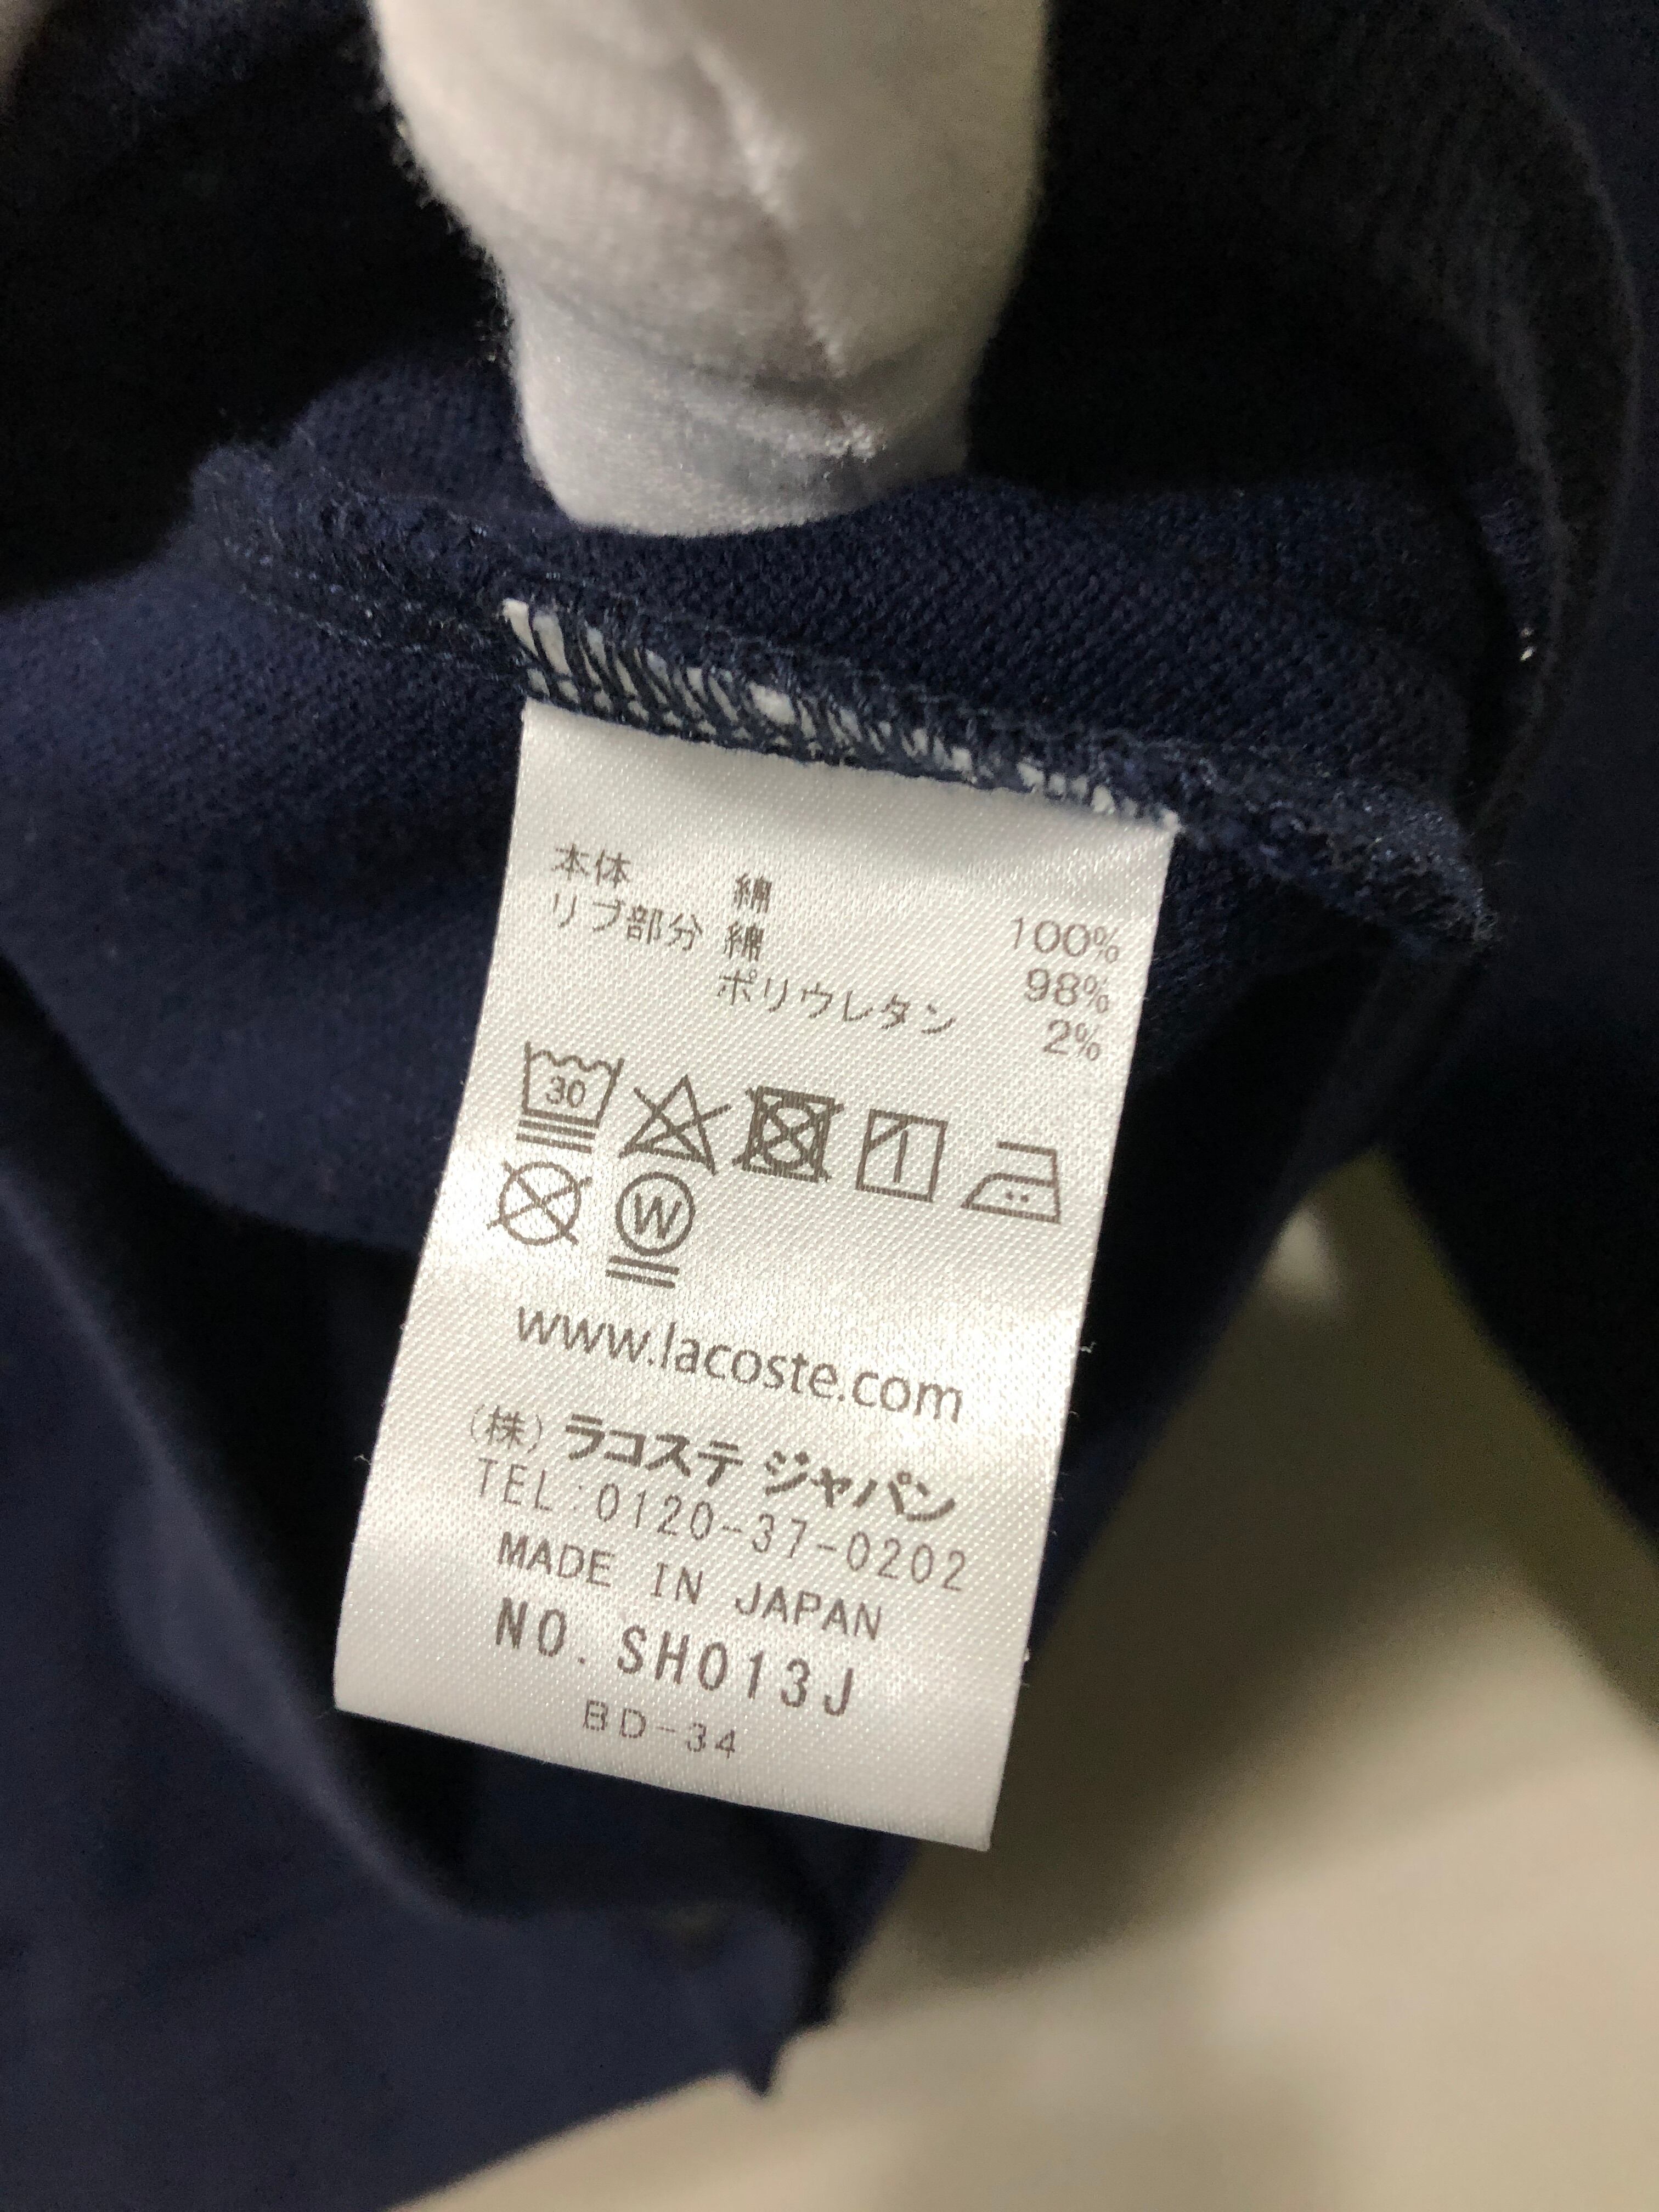 本体 綿 100%
リブ部分 綿 98%
ポリウレタン 2%
30
W
www.lacoste.com
(株)ラコステ ジャパン
TEL:0120-37-0202
MADE IN JAPAN
NO. SH013J
BD-34